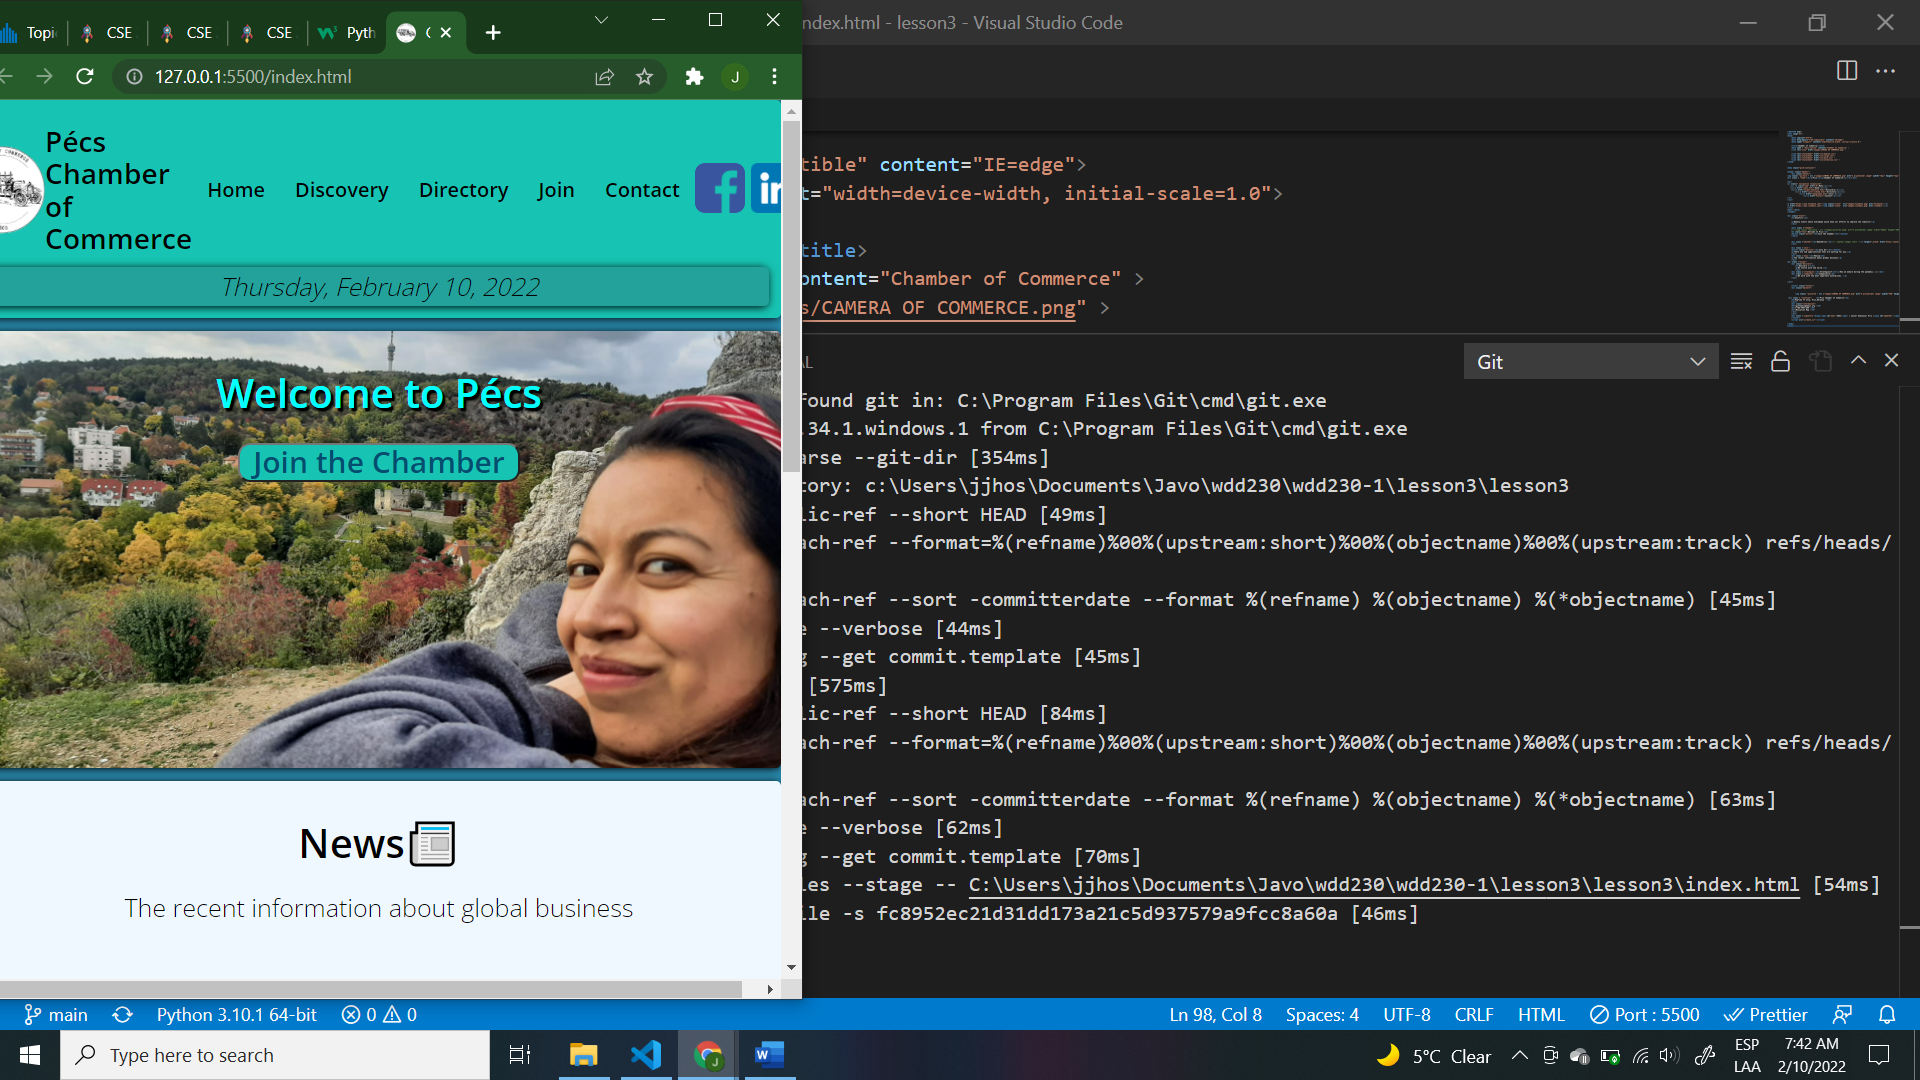 Topi
CSE
CSE
CSE
Pyth
C
index.html - lesson3 - Visual Studio Code
127.0.0.1:5500/index.html
J
Pécs
Chamber
of
Commerce
Home
Discovery
Directory
Join
Contact
Thursday, February 10, 2022
Welcome to Pécs
Join the Chamber
News
The recent information about global business
tible" content="IE=edge">
t="width=device-width, initial-scale=1.0">
title>
ontent="Chamber of Commerce" >
s/CAMERA OF COMMERCE.png" >
AL
Git
found git in: C:\Program Files\Git\cmd\git.exe
.34.1.windows.1 from C:\Program Files\Git\cmd\git.exe
arse --git-dir [354ms]
tory: c:\Users\jjhos\Documents\Javo\wdd230\wdd230-1\lesson3\lesson3
lic-ref --short HEAD [49ms]
ach-ref --format=%(refname)%00%(upstream:short)%00%(objectname)%00%(upstream:track) refs/heads/
ach-ref --sort -committerdate --format %(refname) %(objectname) %(*objectname) [45ms]
e --verbose [44ms]
g --get commit.template [45ms]
[575ms]
lic-ref --short HEAD [84ms]
ach-ref --format=%(refname)%00%(upstream:short)%00%(objectname)%00%(upstream:track) refs/heads/
ach-ref --sort -committerdate --format %(refname) %(objectname) %(*objectname) [63ms]
e --verbose [62ms]
g --get commit.template [70ms]
les --stage -- C:\Users\jjhos\Documents\Javo\wdd230\wdd230-1\lesson3\lesson3\index.html [54ms]
ile -s fc8952ec21d31dd173a21c5d937579a9fcc8a60a [46ms]
main
Python 3.10.1 64-bit
0
0
Ln 98, Col 8
Spaces: 4
UTF-8
CRLF
HTML
Port : 5500
Prettier
Type here to search
5°C Clear
ESP
LAA
7:42 AM
2/10/2022